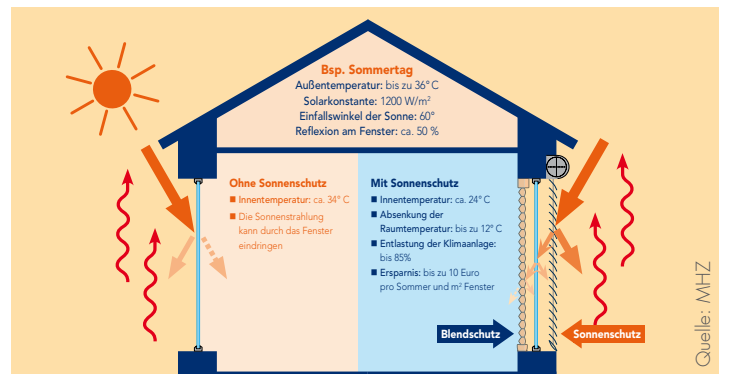 Bsp. Sommertag
Außentemperatur: bis zu 36° C
Solarkonstante: 1200 W/m²
Einfallswinkel der Sonne: 60°
Reflexion am Fenster: ca. 50 %
Ohne Sonnenschutz
Innentemperatur: ca. 34° C
Die Sonnenstrahlung
kann durch das Fenster
eindringen
Mit Sonnenschutz
Innentemperatur: ca. 24° C
Absenkung der
Raumtemperatur: bis zu 12° C
Entlastung der Klimaanlage:
bis 85%
Ersparnis: bis zu 10 Euro
pro Sommer und m² Fenster
Blendschutz
Sonnenschutz
Quelle: MHZ